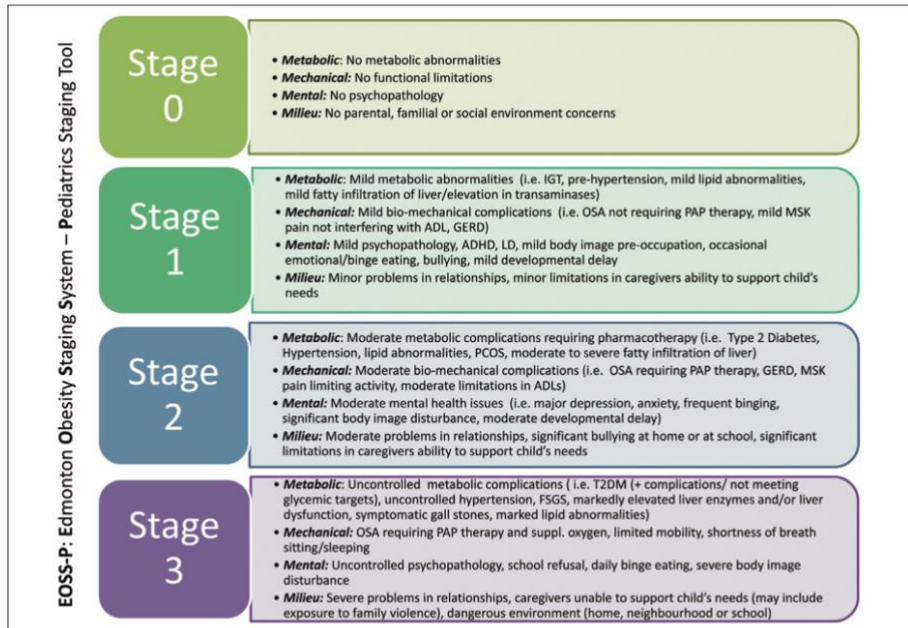 EOSS-P: Edmonton Obesity Staging System – Pediatrics Staging Tool
Stage
0
• Metabolic: No metabolic abnormalities
• Mechanical: No functional limitations
• Mental: No psychopathology
• Milieu: No parental, familial or social environment concerns
Stage
1
• Metabolic: Mild metabolic abnormalities (i.e. IGT, pre-hypertension, mild lipid abnormalities,
mild fatty infiltration of liver/elevation in transaminases)
• Mechanical: Mild bio-mechanical complications (i.e. OSA not requiring PAP therapy, mild MSK
pain not interfering with ADL, GERD)
• Mental: Mild psychopathology, ADHD, LD, mild body image pre-occupation, occasional
emotional/binge eating, bullying, mild developmental delay
• Milieu: Minor problems in relationships, minor limitations in caregivers ability to support child's
needs
Stage
2
• Metabolic: Moderate metabolic complications requiring pharmacotherapy (i.e. Type 2 Diabetes,
Hypertension, lipid abnormalities, PCOS, moderate to severe fatty infiltration of liver)
• Mechanical: Moderate bio-mechanical complications (i.e. OSA requiring PAP therapy, GERD, MSK
pain limiting activity, moderate limitations in ADLs)
• Mental: Moderate mental health issues (i.e. major depression, anxiety, frequent binging,
significant body image disturbance, moderate developmental delay)
• Milieu: Moderate problems in relationships, significant bullying at home or at school, significant
limitations in caregivers ability to support child's needs
Stage
3
• Metabolic: Uncontrolled metabolic complications ( i.e. T2DM (+ complications/ not meeting
glycemic targets), uncontrolled hypertension, FSGS, markedly elevated liver enzymes and/or liver
dysfunction, symptomatic gall stones, marked lipid abnormalities)
• Mechanical: OSA requiring PAP therapy and suppl. oxygen, limited mobility, shortness of breath
sitting/sleeping
• Mental: Uncontrolled psychopathology, school refusal, daily binge eating, severe body image
disturbance
• Milieu: Severe problems in relationships, caregivers unable to support child's needs (may include
exposure to family violence), dangerous environment (home, neighbourhood or school)